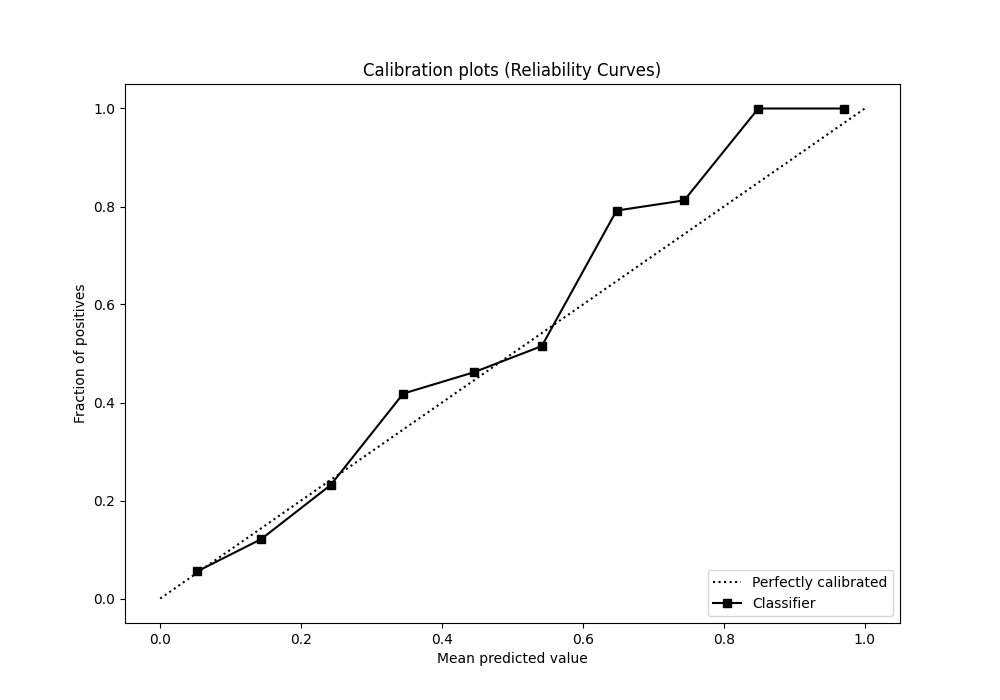 Calibration plots (Reliability Curves)
1.0
0.8
0.6
0.4
0.2
0.0
Fraction of positives
Perfectly calibrated
Classifier
0.0 0.2 0.4 0.6 0.8 1.0
Mean predicted value